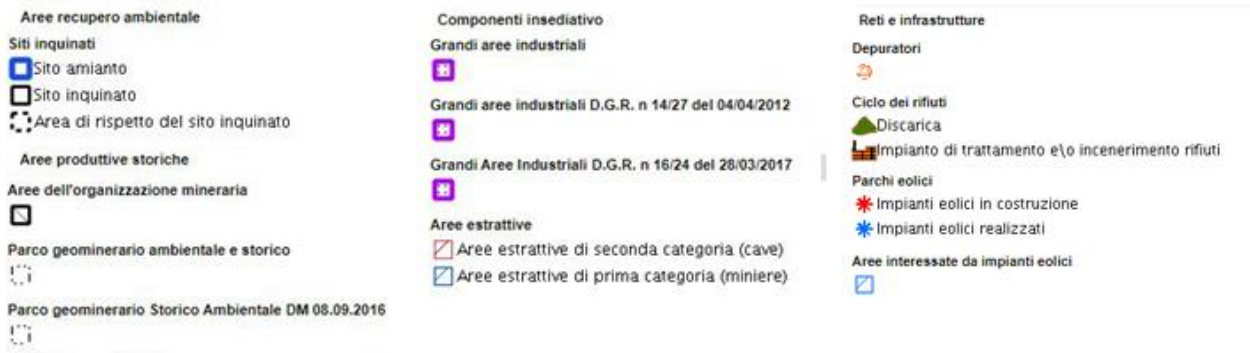 Aree recupero ambientale
Siti inquinati
Sito amianto
Sito inquinato
Area di rispetto del sito inquinato
Aree produttive storiche
Aree dell'organizzazione mineraria
Parco geominerario ambientale e storico
Parco geominerario Storico Ambientale DM 08.09.2016
Componenti insediativo
Grandi aree industriali
Grandi aree industriali D.G.R. n 14/27 del 04/04/2012
Grandi Aree Industriali D.G.R. n 16/24 del 28/03/2017
Aree estrattive
Aree estrattive di seconda categoria (cave)
Aree estrattive di prima categoria (miniere)
Reti e infrastrutture
Depuratori
Ciclo dei rifiuti
Discarica
Impianto di trattamento e\o incenerimento rifiuti
Parchi eolici
Impianti eolici in costruzione
Impianti eolici realizzati
Aree interessate da impianti eolici